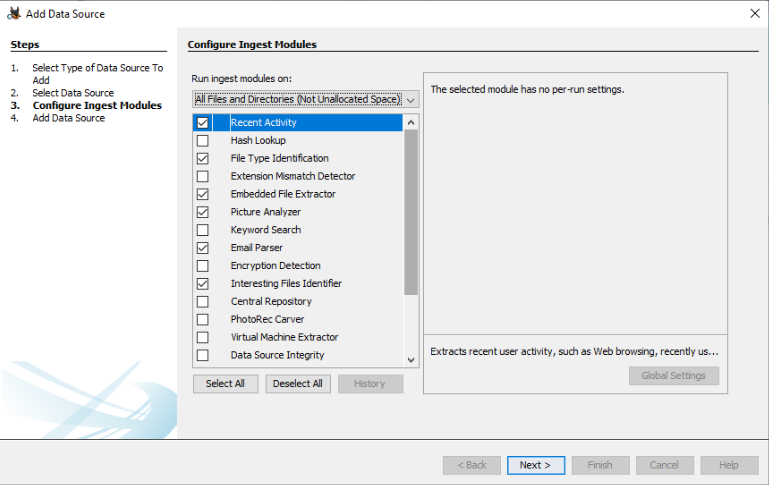 Add Data Source
Steps
1. Select Type of Data Source To
Add
2. Select Data Source
3. Configure Ingest Modules
4. Add Data Source
Configure Ingest Modules
Run ingest modules on:
All Files and Directories (Not Unallocated Space)
Recent Activity
Hash Lookup
File Type Identification
Extension Mismatch Detector
Embedded File Extractor
Picture Analyzer
Keyword Search
Email Parser
Encryption Detection
Interesting Files Identifier
Central Repository
PhotoRec Carver
Virtual Machine Extractor
Data Source Integrity
Select All
Deselect All
History
The selected module has no per-run settings.
Extracts recent user activity, such as Web browsing, recently us...
Global Settings
< Back
Next >
Finish
Cancel
Help